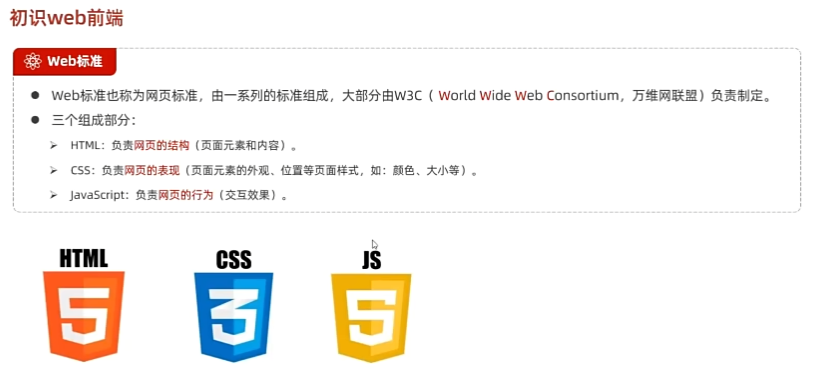 初识web前端
Web标准
● Web标准也称为网页标准，由一系列的标准组成，大部分由W3C（ World Wide Web Consortium，万维网联盟）负责制定。
● 三个组成部分：
➢ HTML：负责网页的结构（页面元素和内容）。
➢ CSS：负责网页的表现（页面元素的外观、位置等页面样式，如：颜色、大小等）。
➢ JavaScript：负责网页的行为（交互效果）。
HTML CSS JS
5 3 5